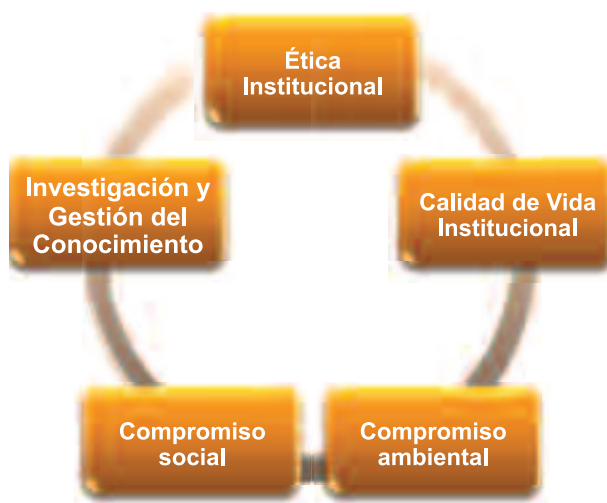 Ética
Institucional
Calidad de Vida
Institucional
Compromiso
ambiental
Compromiso
social
Investigación y
Gestión del
Conocimiento